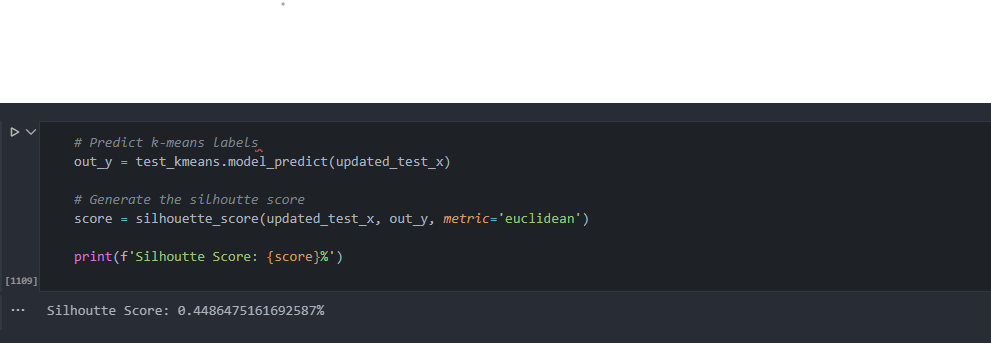 # Predict k-means labels
out_y = test_kmeans.model_predict(updated_test_x)
# Generate the silhoutte score
score = silhouette_score(updated_test_x, out_y, metric='euclidean')
print(f'Silhoutte Score: {score}%')
[1109]
... Silhoutte Score: 0.4486475161692587%